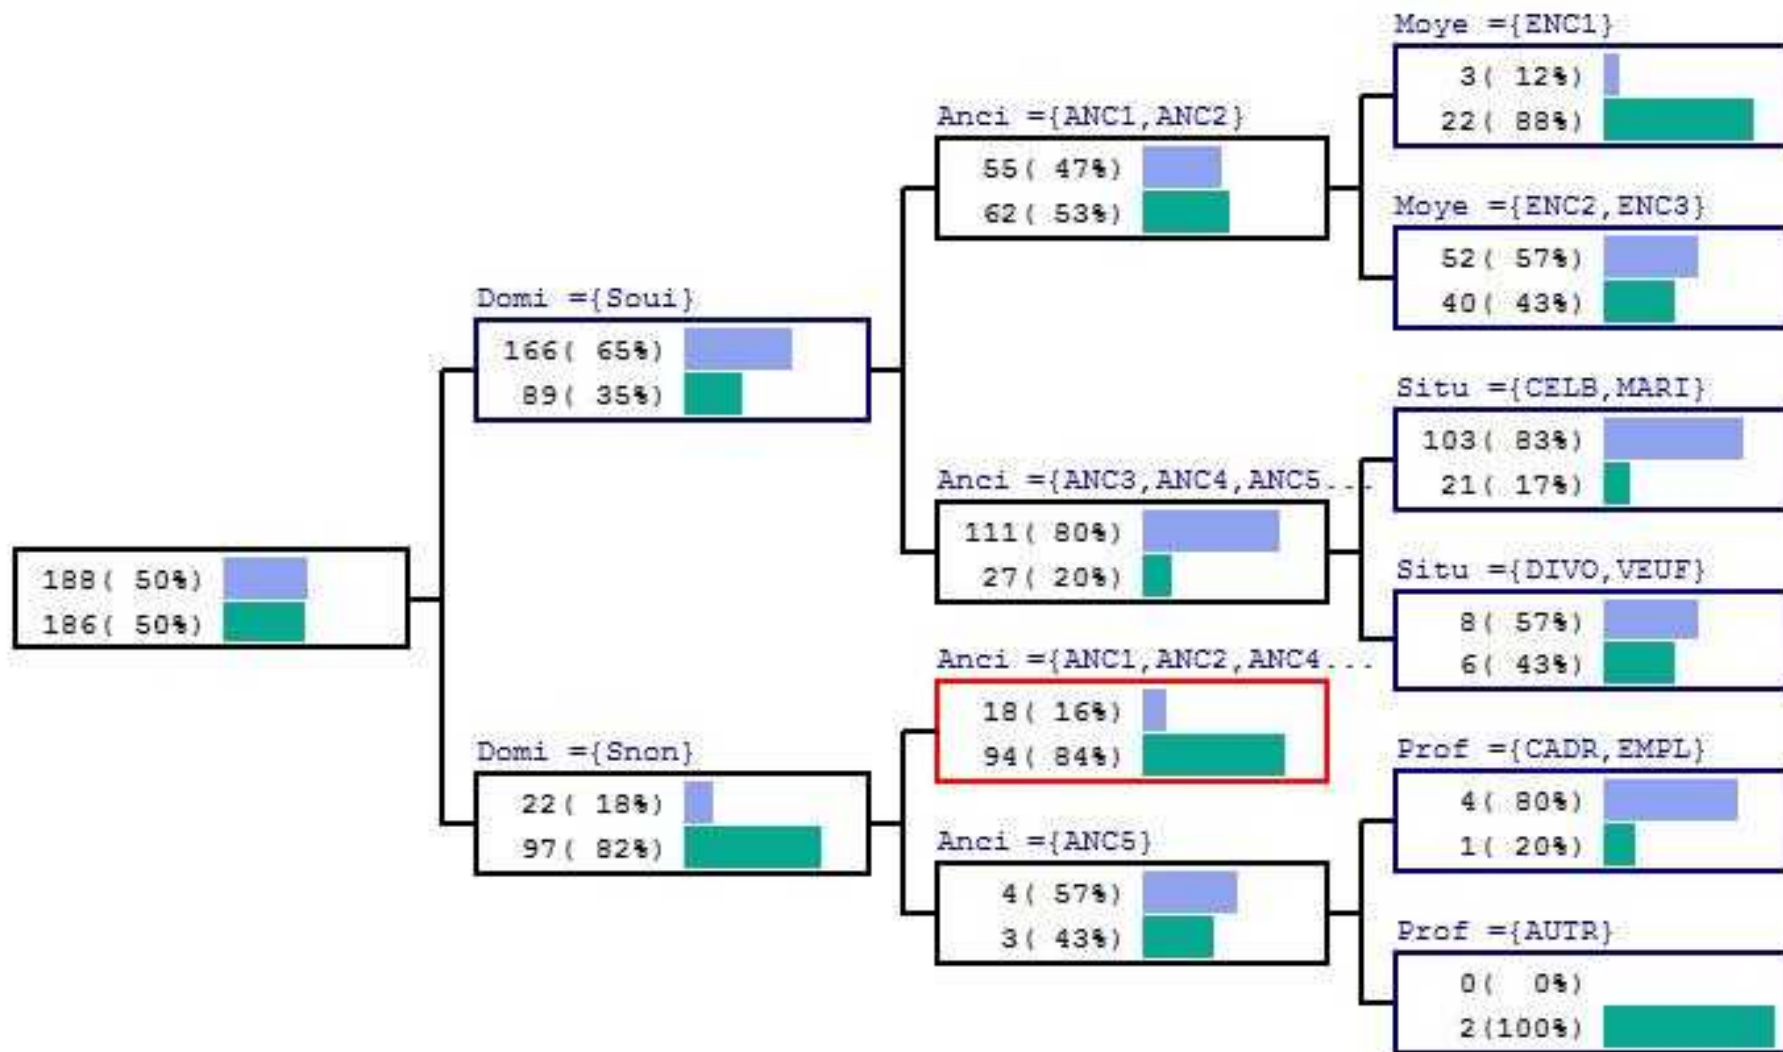 188( 50%)
186( 50%)
Domi ={Soui}
166( 65%)
89( 35%)
Domi ={Snon}
22( 18%)
97( 82%)
Anci ={ANC1,ANC2}
55( 47%)
62( 53%)
Anci ={ANC3,ANC4,ANC5...
111( 80%)
27( 20%)
Anci ={ANC1,ANC2,ANC4...
18( 16%)
94( 84%)
Anci ={ANC5}
4( 57%)
3( 43%)
Moye ={ENC1}
3( 12%)
22( 88%)
Moye ={ENC2,ENC3}
52( 57%)
40( 43%)
Situ ={CELB,MARI}
103( 83%)
21( 17%)
Situ ={DIVO,VEUF}
8( 57%)
6( 43%)
Prof ={CADR,EMPL}
4( 80%)
1( 20%)
Prof ={AUTR}
0(  0%)
2(100%)